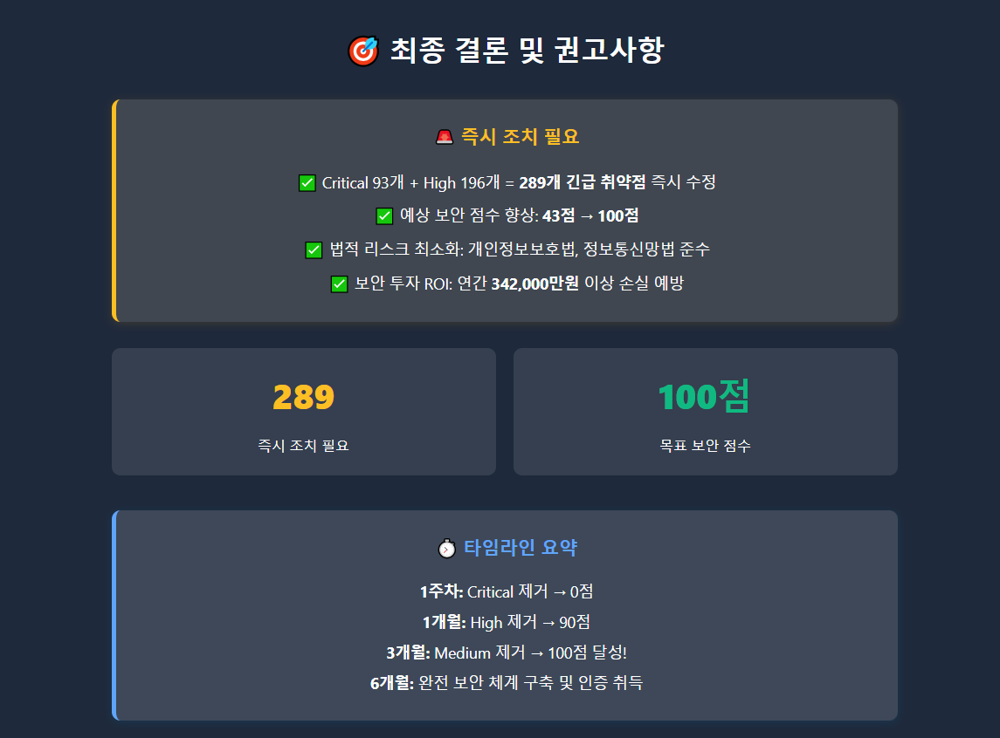 🎯 최종 결론 및 권고사항
🚨 즉시 조치 필요
✅ Critical 93개 + High 196개 = 289개 긴급 취약점 즉시 수정
✅ 예상 보안 점수 향상: 43점 → 100점
✅ 법적 리스크 최소화: 개인정보보호법, 정보통신망법 준수
✅ 보안 투자 ROI: 연간 342,000만원 이상 손실 예방
289
즉시 조치 필요
100점
목표 보안 점수
⏱️ 타임라인 요약
1주차: Critical 제거 → 0점
1개월: High 제거 → 90점
3개월: Medium 제거 → 100점 달성!
6개월: 완전 보안 체계 구축 및 인증 취득